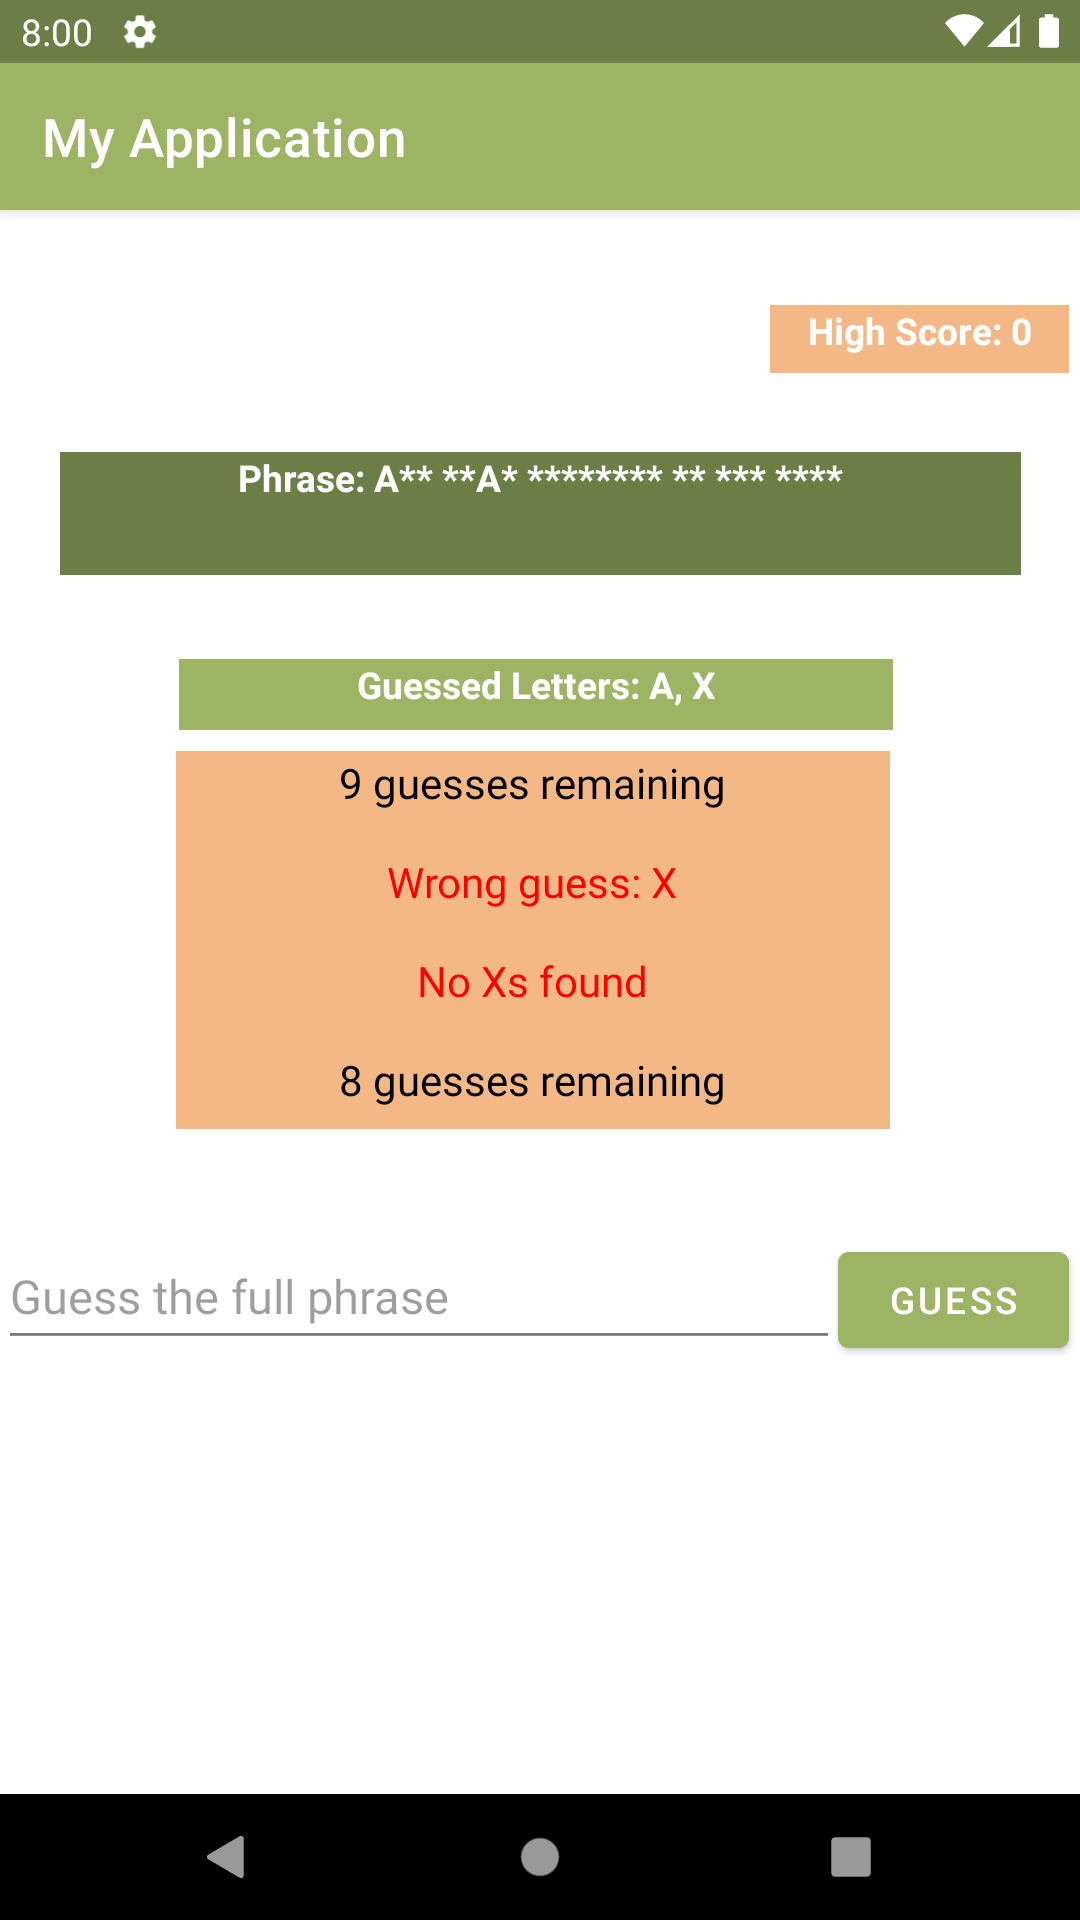 8:00
My Application
High Score: 0
Phrase: A** **A* ******** ** *** ****
Guessed Letters: A, X
9 guesses remaining
Wrong guess: X
No Xs found
8 guesses remaining
Guess the full phrase
GUESS